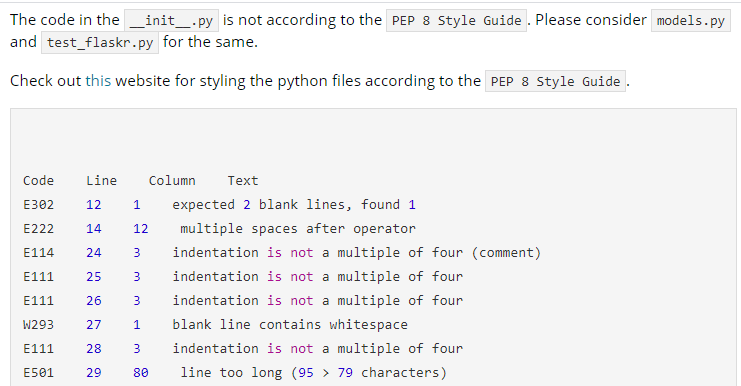 The code in the __init__.py is not according to the PEP 8 Style Guide. Please consider models.py
and test_flaskr.py for the same.
Check out this website for styling the python files according to the PEP 8 Style Guide.
Code Line Column Text
E302 12 1 expected 2 blank lines, found 1
E222 14 12 multiple spaces after operator
E114 24 3 indentation is not a multiple of four (comment)
E111 25 3 indentation is not a multiple of four
E111 26 3 indentation is not a multiple of four
W293 27 1 blank line contains whitespace
E111 28 3 indentation is not a multiple of four
E501 29 80 line too long (95 > 79 characters)